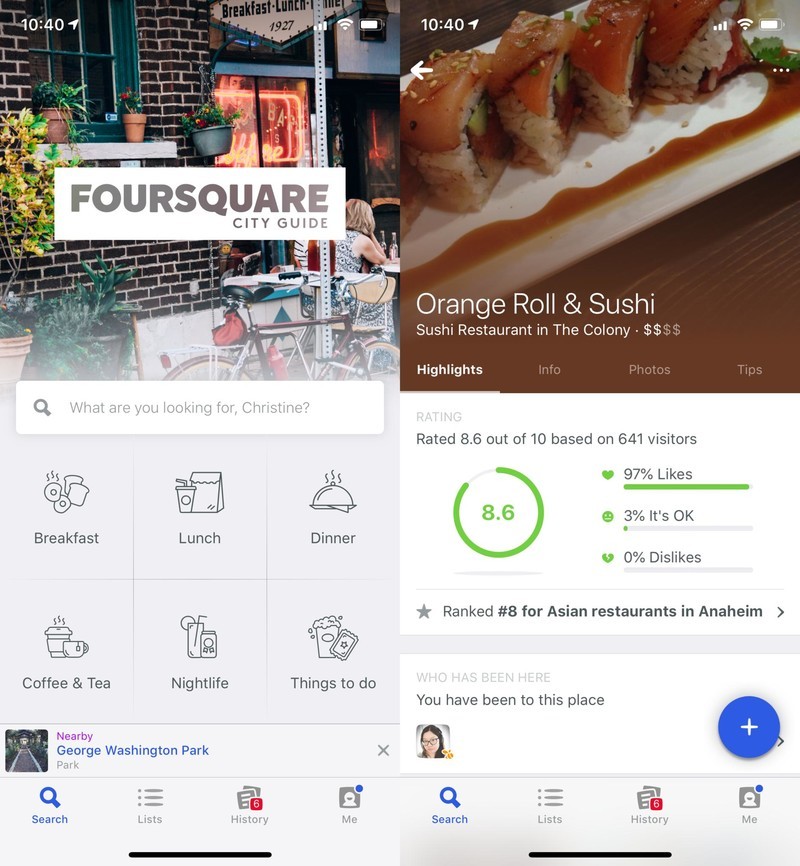 10:40
Breakfast-Lunch-Dinner
1927
FOURSQUARE
CITY GUIDE
What are you looking for, Christine?
Breakfast
Lunch
Dinner
Coffee & Tea
Nightlife
Things to do
Nearby
George Washington Park
Park
Search
Lists
6
History
Me
10:40
Orange Roll & Sushi
Sushi Restaurant in The Colony · $$$$
Highlights
Info
Photos
Tips
RATING
Rated 8.6 out of 10 based on 641 visitors
8.6
97% Likes
3% It's OK
0% Dislikes
Ranked #8 for Asian restaurants in Anaheim
WHO HAS BEEN HERE
You have been to this place
Search
Lists
6
History
Me